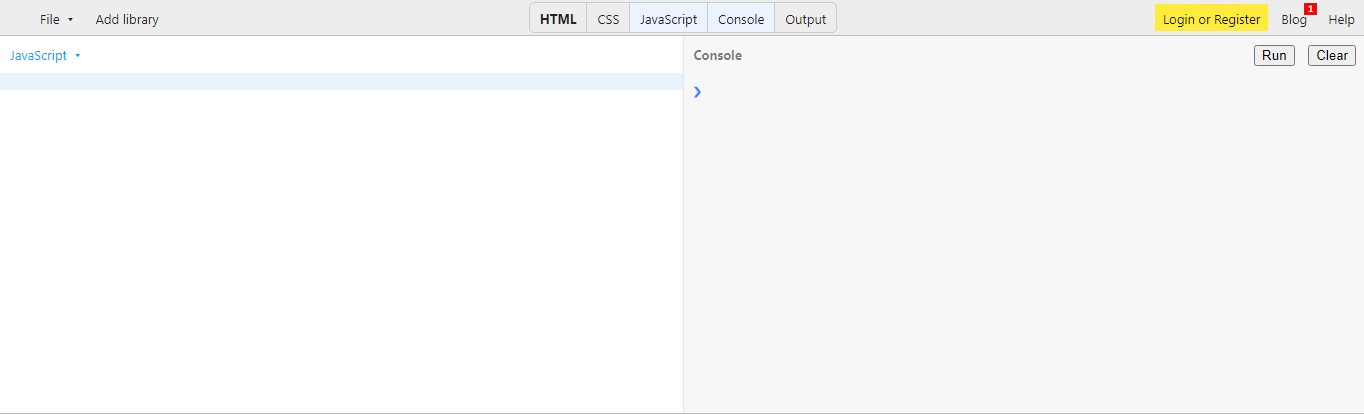 File Add library HTML CSS JavaScript Console Output Login or Register Blog 1 Help
JavaScript Console Run Clear